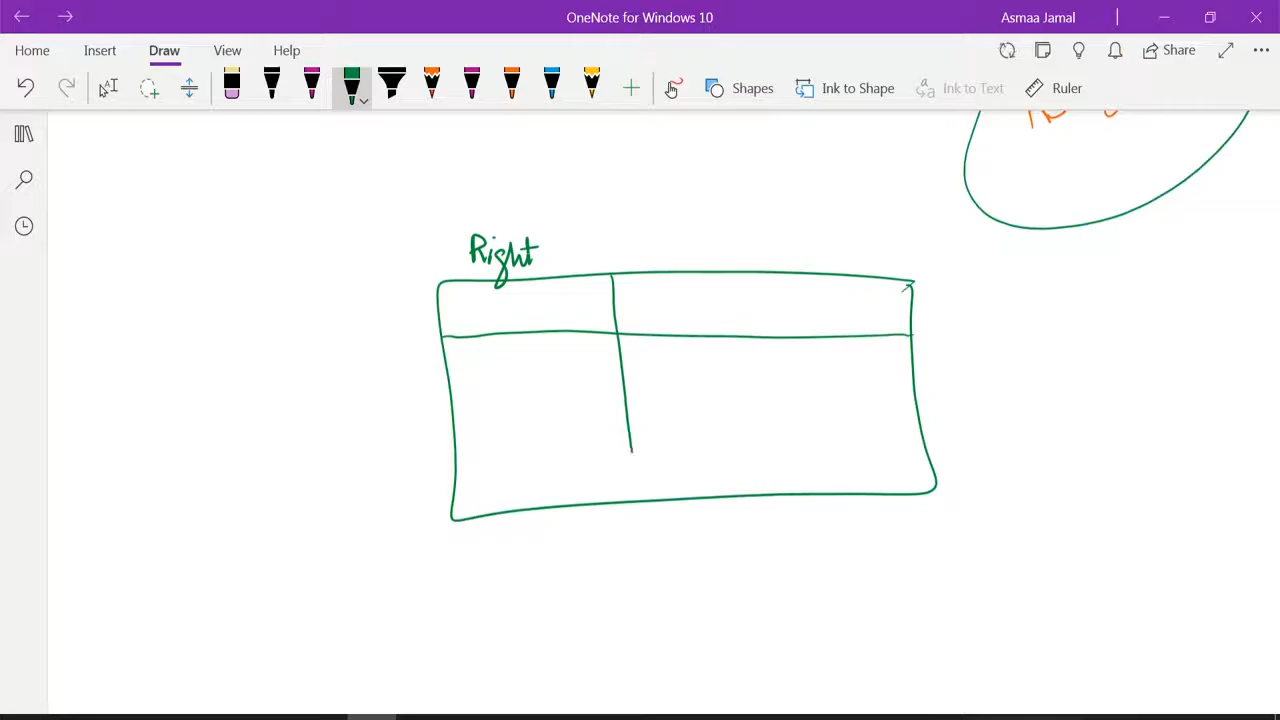 OneNote for Windows 10
Asmaa Jamal
Home Insert Draw View Help
Share
Shapes Ink to Shape Ink to Text Ruler
Right